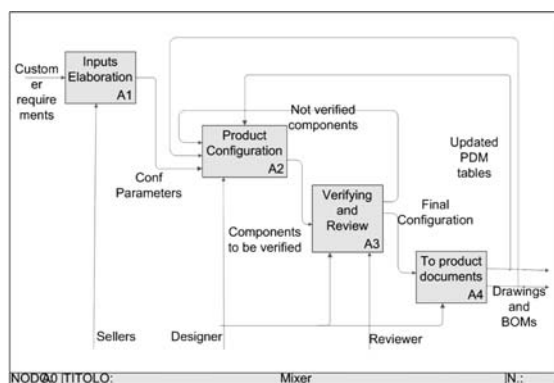 Inputs
Elaboration
A1
Custom
er
require
ments
Not verified
components
Product
Configuration
A2
Updated
PDM
tables
Conf
Parameters
Verifying
and
Review
A3
Final
Configuration
Components
to be verified
To product
documents
A4
Drawings
and
BOMs
Sellers
Designer
Reviewer
NODO: A0 TITOLO: Mixer N.: